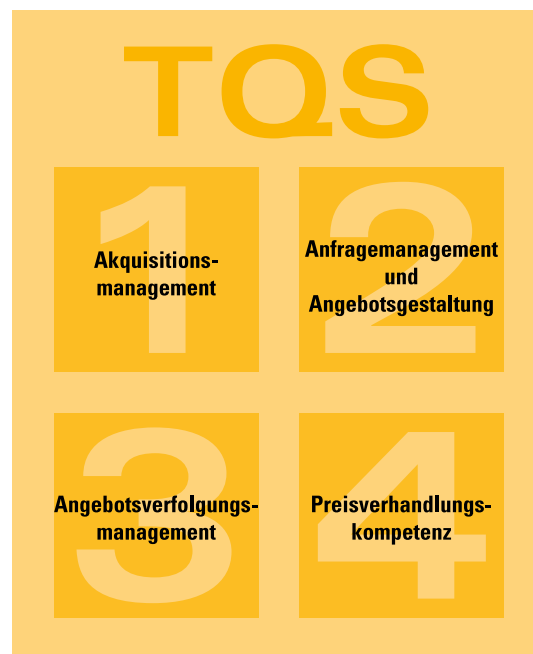 TQS
1
Akquisitions-
management
2
Anfragemanagement
und
Angebotsgestaltung
3
Angebotsverfolgungs-
management
4
Preisverhandlungs-
kompetenz